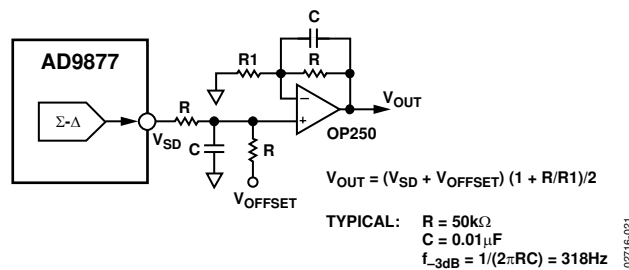 AD9877
Σ-Δ
V_SD
R
C
R
V_OFFSET
R1
C
R
−
+
OP250
V_OUT
V_OUT = (V_SD + V_OFFSET) (1 + R/R1)/2
TYPICAL: R = 50kΩ
C = 0.01μF
f_–3dB = 1/(2πRC) = 318Hz
02716-021